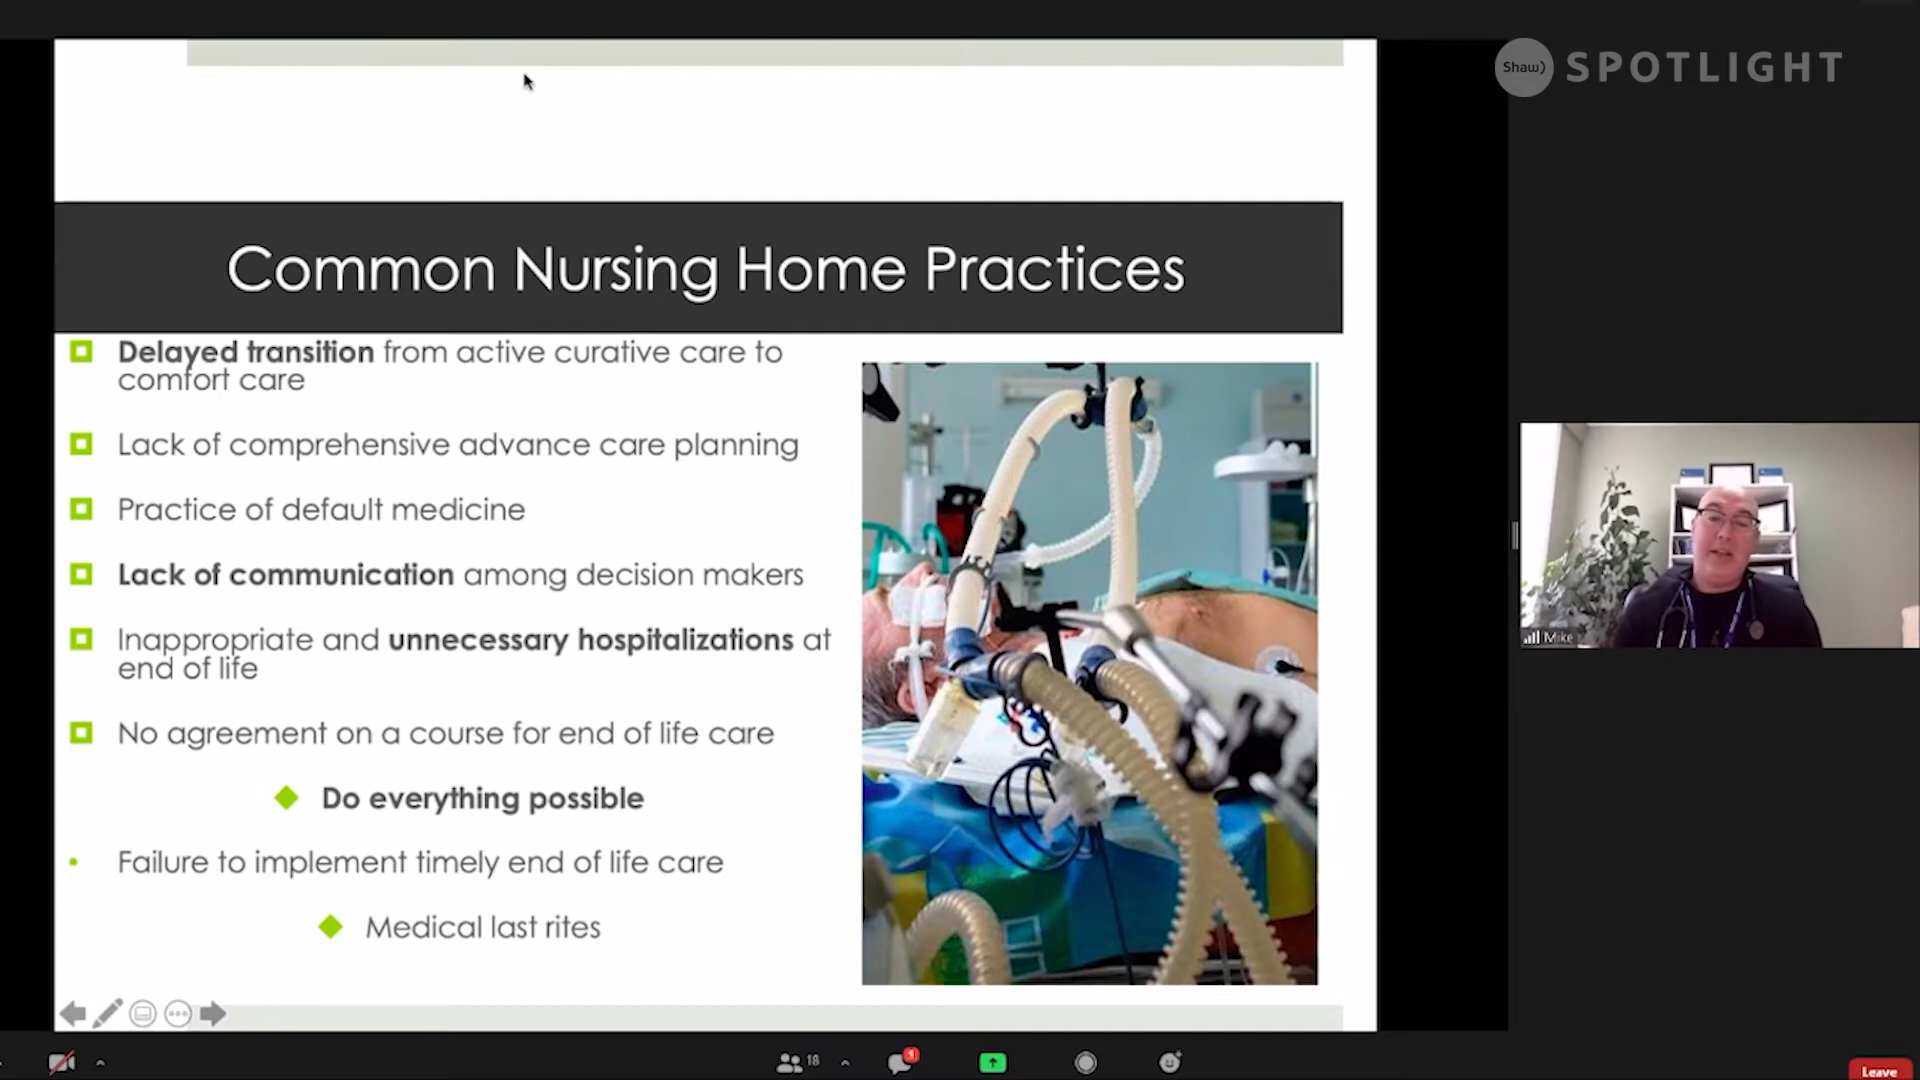 Shaw) SPOTLIGHT
Common Nursing Home Practices
Delayed transition from active curative care to
comfort care
Lack of comprehensive advance care planning
Practice of default medicine
Lack of communication among decision makers
Inappropriate and unnecessary hospitalizations at
end of life
No agreement on a course for end of life care
Do everything possible
Failure to implement timely end of life care
Medical last rites
Mike
18
1
Leave